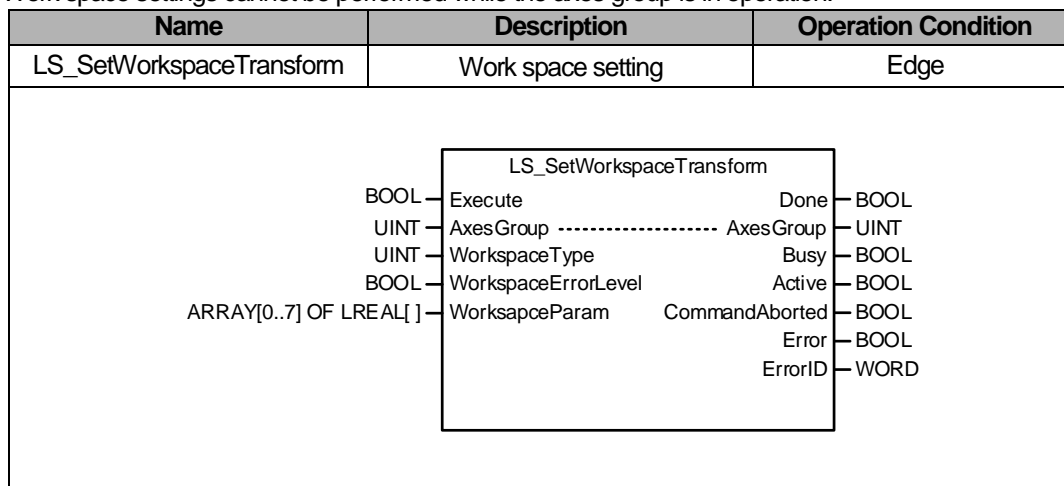 Work space settings cannot be performed while the axes group is in operation.
Name Description Operation Condition
LS_SetWorkspaceTransform Work space setting Edge
LS_SetWorkspaceTransform
BOOL Execute Done BOOL
UINT AxesGroup AxesGroup UINT
UINT WorkspaceType Busy BOOL
BOOL WorkspaceErrorLevel Active BOOL
ARRAY[0..7] OF LREAL[ ] WorksapceParam CommandAborted BOOL
Error BOOL
ErrorID WORD